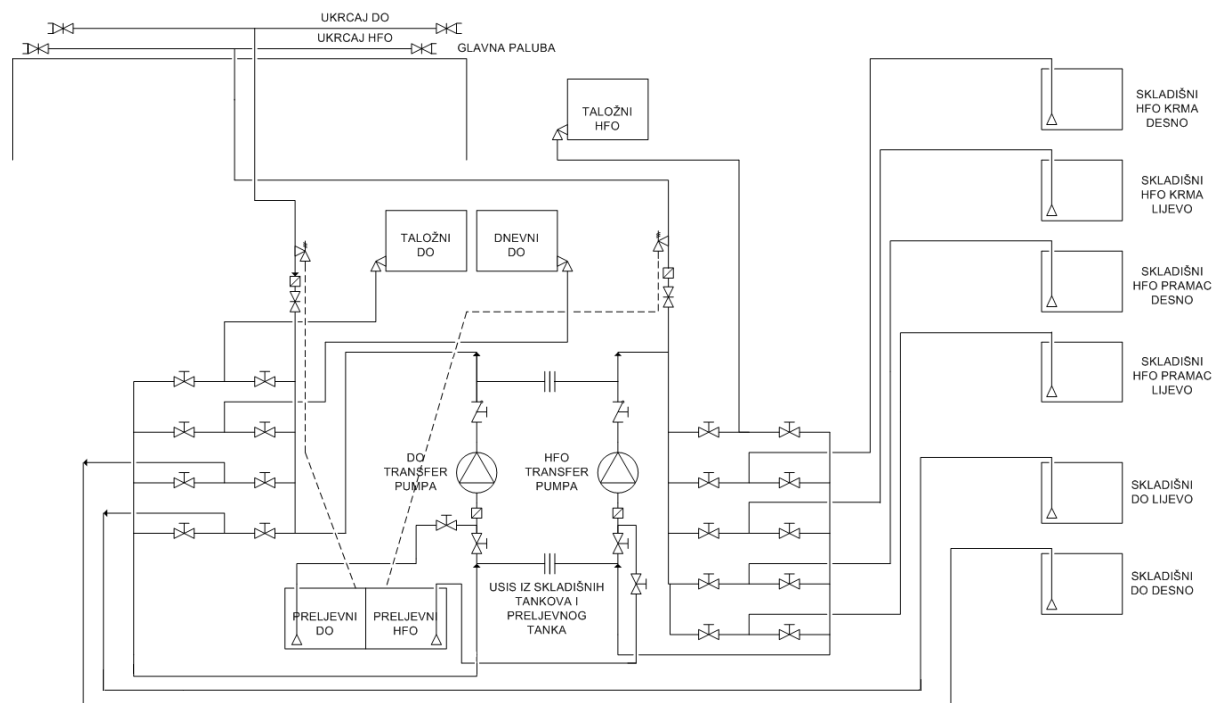 UKRCAJ DO
UKRCAJ HFO
GLAVNA PALUBA
TALOŽNI
HFO
SKLADIŠNI
HFO KRMA
DESNO
SKLADIŠNI
HFO KRMA
LIJEVO
TALOŽNI
DO
DNEVNI
DO
SKLADIŠNI
HFO PRAMAC
DESNO
SKLADIŠNI
HFO PRAMAC
LIJEVO
DO
TRANSFER
PUMPA
HFO
TRANSFER
PUMPA
SKLADIŠNI
DO LIJEVO
SKLADIŠNI
DO DESNO
USIS IZ SKLADIŠNIH
TANKOVA I
PRELJEVNOG
TANKA
PRELJEVNI
DO
PRELJEVNI
HFO